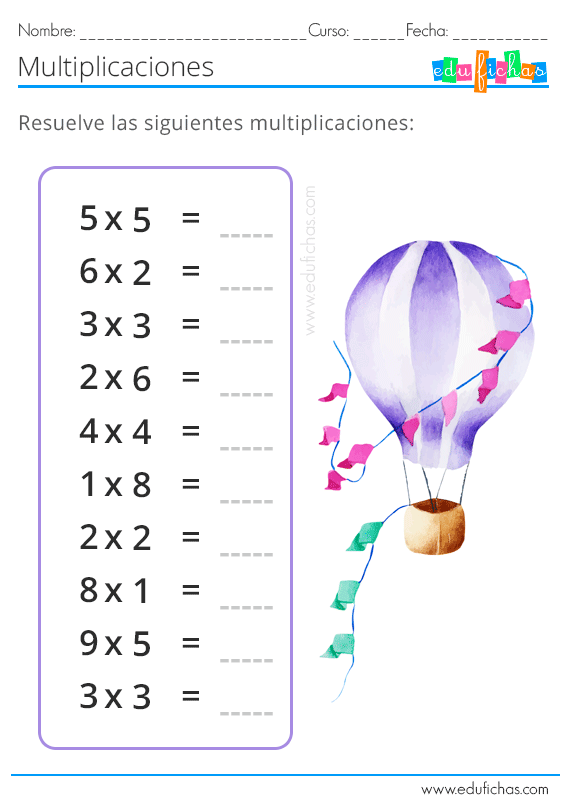 Nombre: _________________________ Curso: ______ Fecha: ___________
Multiplicaciones
edufichas
Resuelve las siguientes multiplicaciones:
5 x 5 = _____
6 x 2 = _____
3 x 3 = _____
2 x 6 = _____
4 x 4 = _____
1 x 8 = _____
2 x 2 = _____
8 x 1 = _____
9 x 5 = _____
3 x 3 = _____
www.edufichas.com
www.edufichas.com